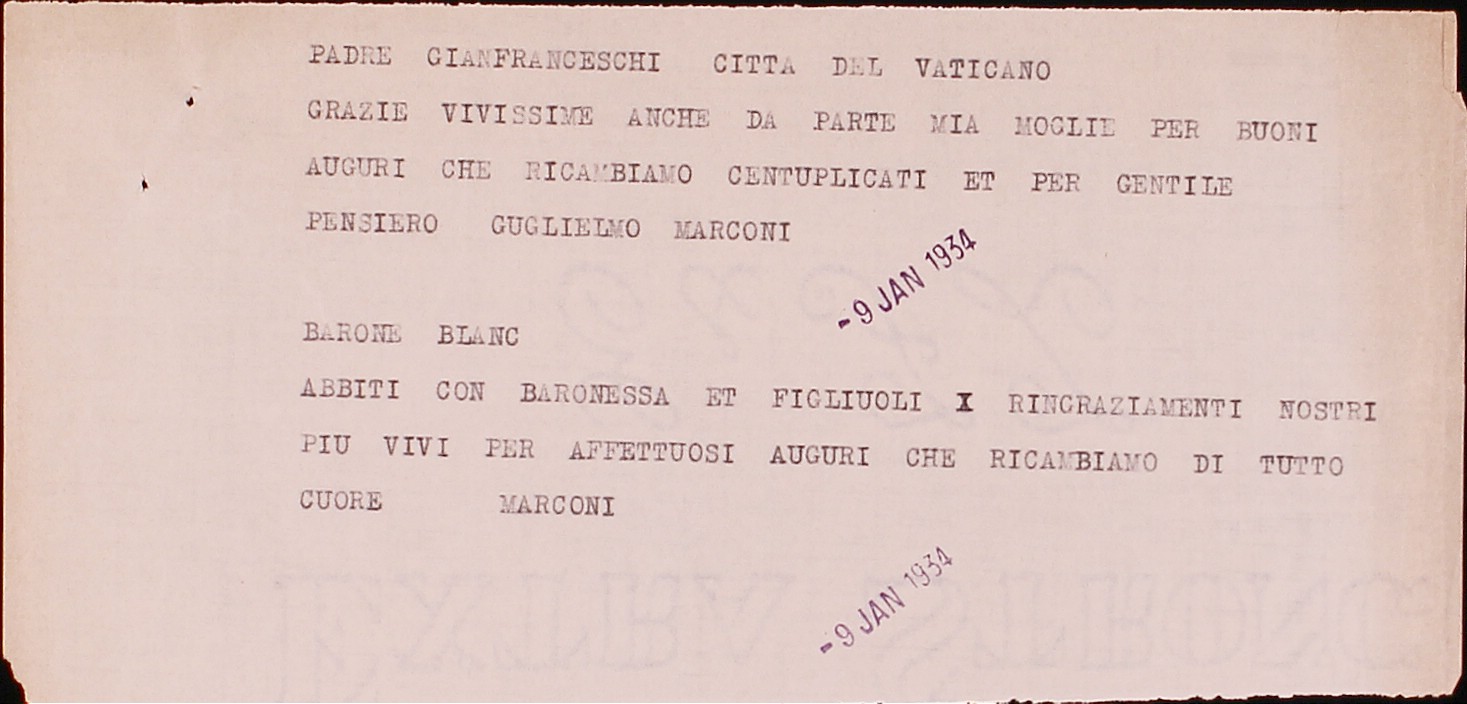 PADRE GIANFRANCESCHI CITTA DEL VATICANO
GRAZIE VIVISSIME ANCHE DA PARTE MIA MOGLIE PER BUONI
AUGURI CHE RICAMBIAMO CENTUPLICATI ET PER GENTILE
PENSIERO GUGLIELMO MARCONI
- 9 JAN 1934
BARONE BLANC
ABBITI CON BARONESSA ET FIGLIUOLI X RINGRAZIAMENTI NOSTRI
PIU VIVI PER AFFETTUOSI AUGURI CHE RICAMBIAMO DI TUTTO
CUORE MARCONI
- 9 JAN 1934
EXTRA STRONG